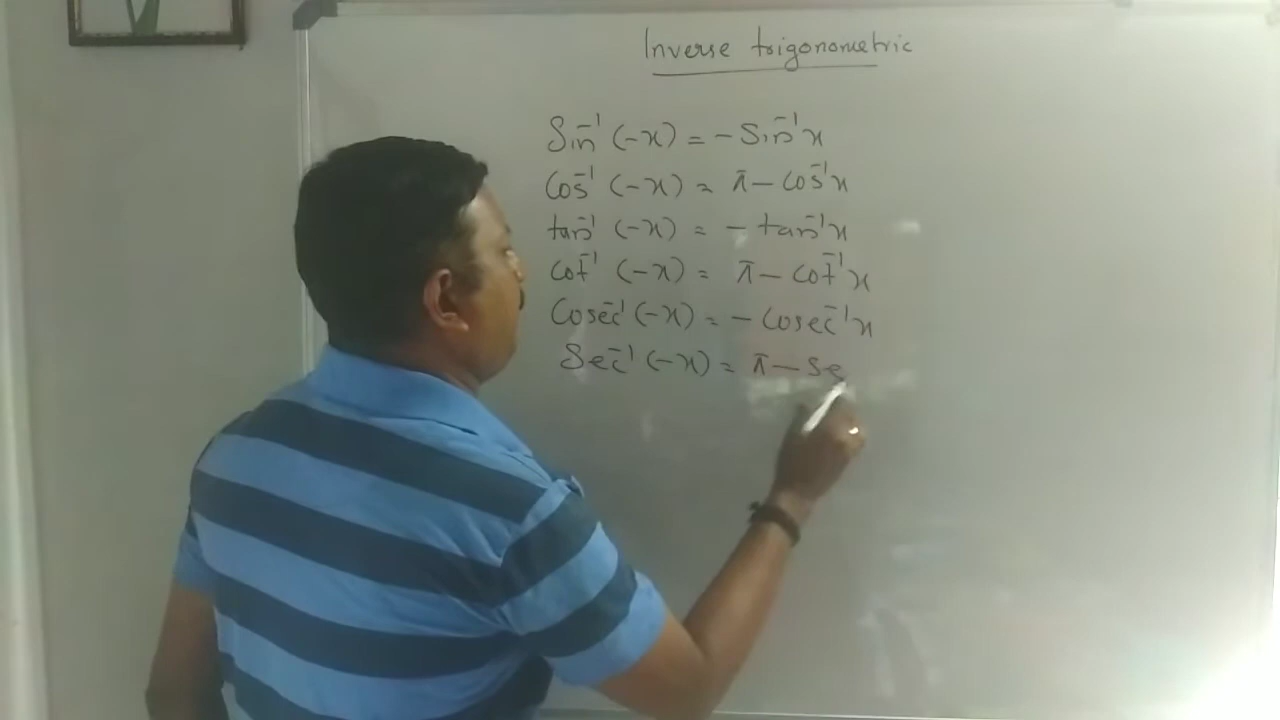 Inverse trigonometric
Sin⁻¹ (-x) = - Sin⁻¹x
Cos⁻¹ (-x) = π - Cos⁻¹x
tan⁻¹ (-x) = - tan⁻¹x
Cot⁻¹ (-x) = π - Cot⁻¹x
Cosec⁻¹ (-x) = - Cosec⁻¹x
Sec⁻¹ (-x) = π - Se